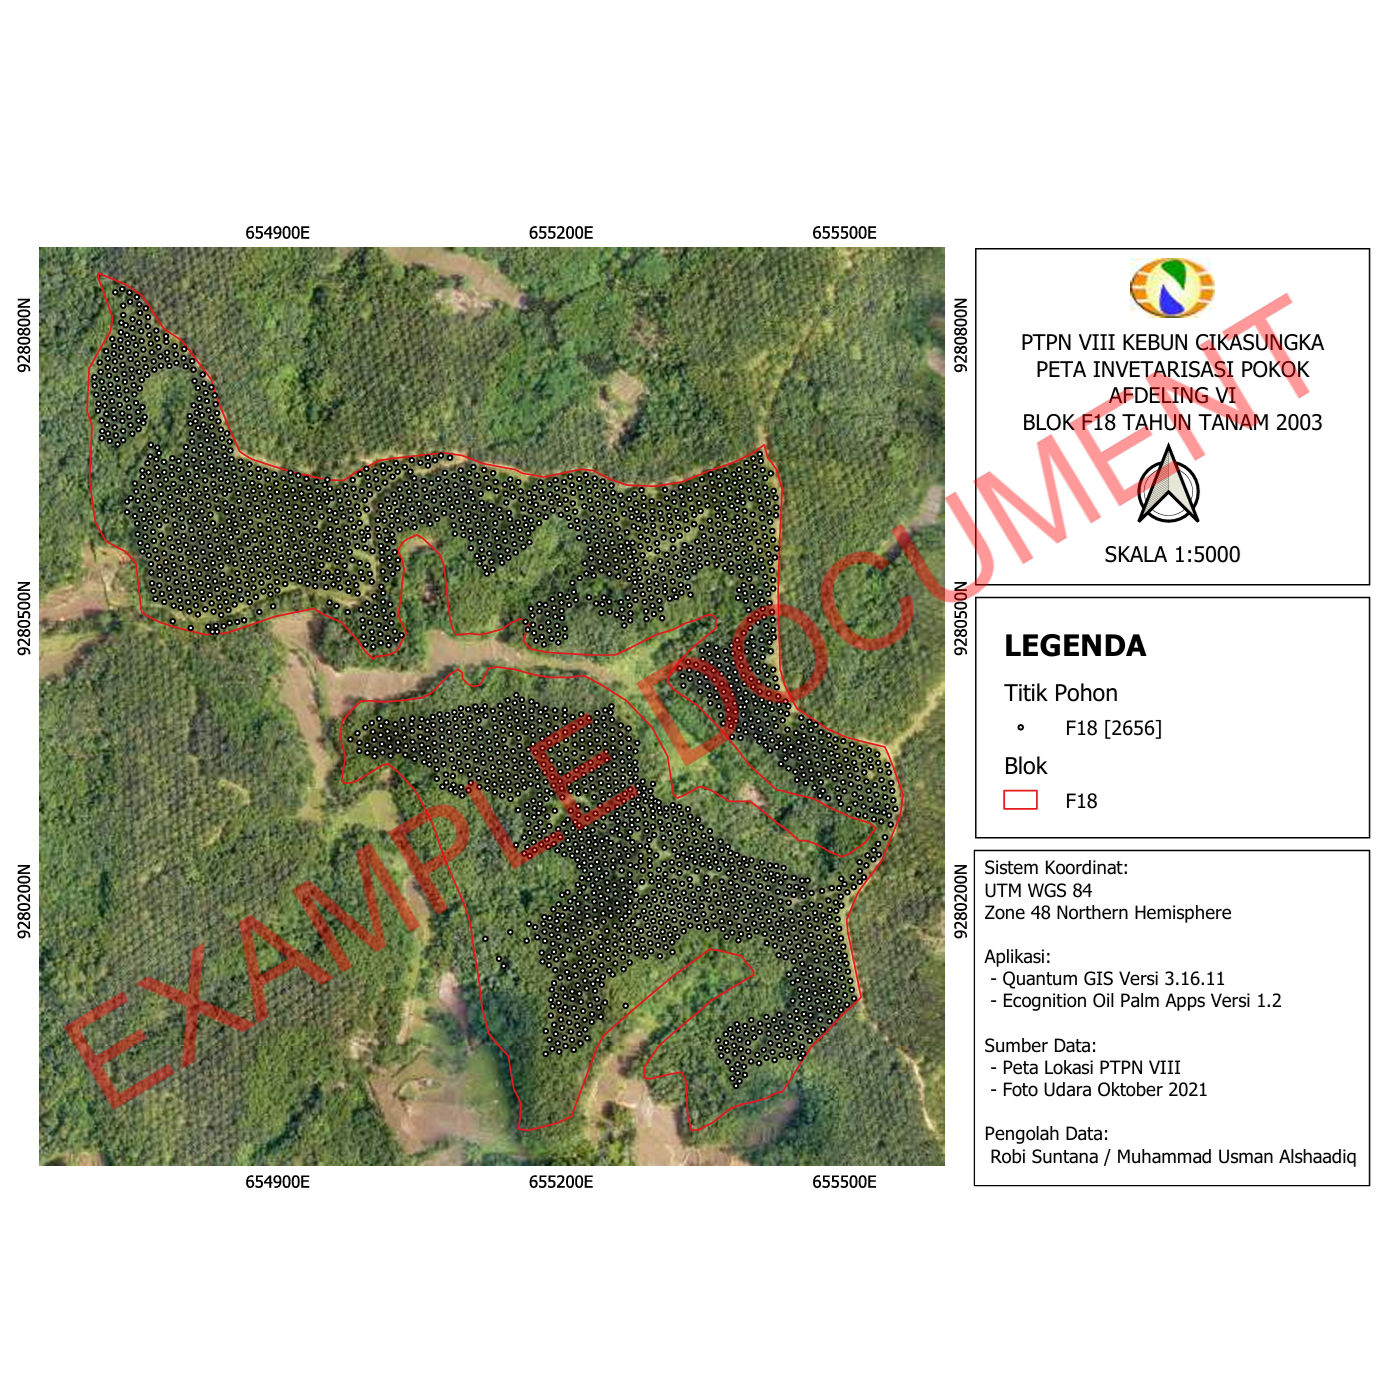 654900E 655200E 655500E
9280800N
9280500N
9280200N
9280800N
9280500N
9280200N
654900E 655200E 655500E
EXAMPLE DOCUMENT
PTPN VIII KEBUN CIKASUNGKA
PETA INVETARISASI POKOK
AFDELING VI
BLOK F18 TAHUN TANAM 2003
SKALA 1:5000
LEGENDA
Titik Pohon
F18 [2656]
Blok
F18
Sistem Koordinat:
UTM WGS 84
Zone 48 Northern Hemisphere
Aplikasi:
- Quantum GIS Versi 3.16.11
- Ecognition Oil Palm Apps Versi 1.2
Sumber Data:
- Peta Lokasi PTPN VIII
- Foto Udara Oktober 2021
Pengolah Data:
Robi Suntana / Muhammad Usman Alshaadiq